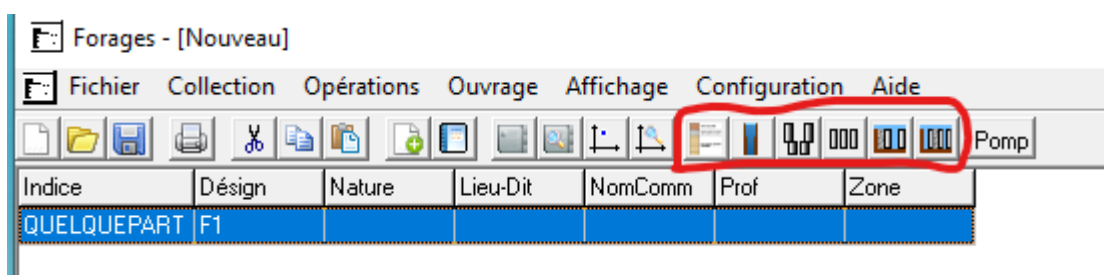 Forages - [Nouveau]
Fichier Collection Opérations Ouvrage Affichage Configuration Aide
Pomp
Indice Désign Nature Lieu-Dit NomComm Prof Zone
QUELQUEPART F1